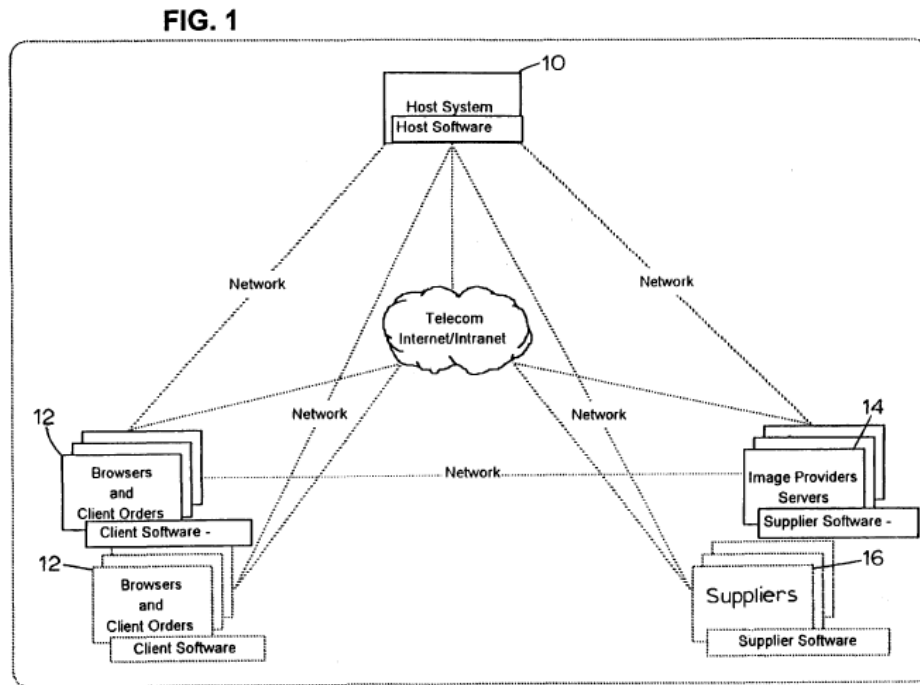 FIG. 1
10
Host System
Host Software
Network
Network
Telecom
Internet/Intranet
Network
Network
12
14
Browsers
and
Client Orders
Client Software -
Network
Image Providers
Servers
Supplier Software -
12
16
Browsers
and
Client Orders
Client Software
Suppliers
Supplier Software